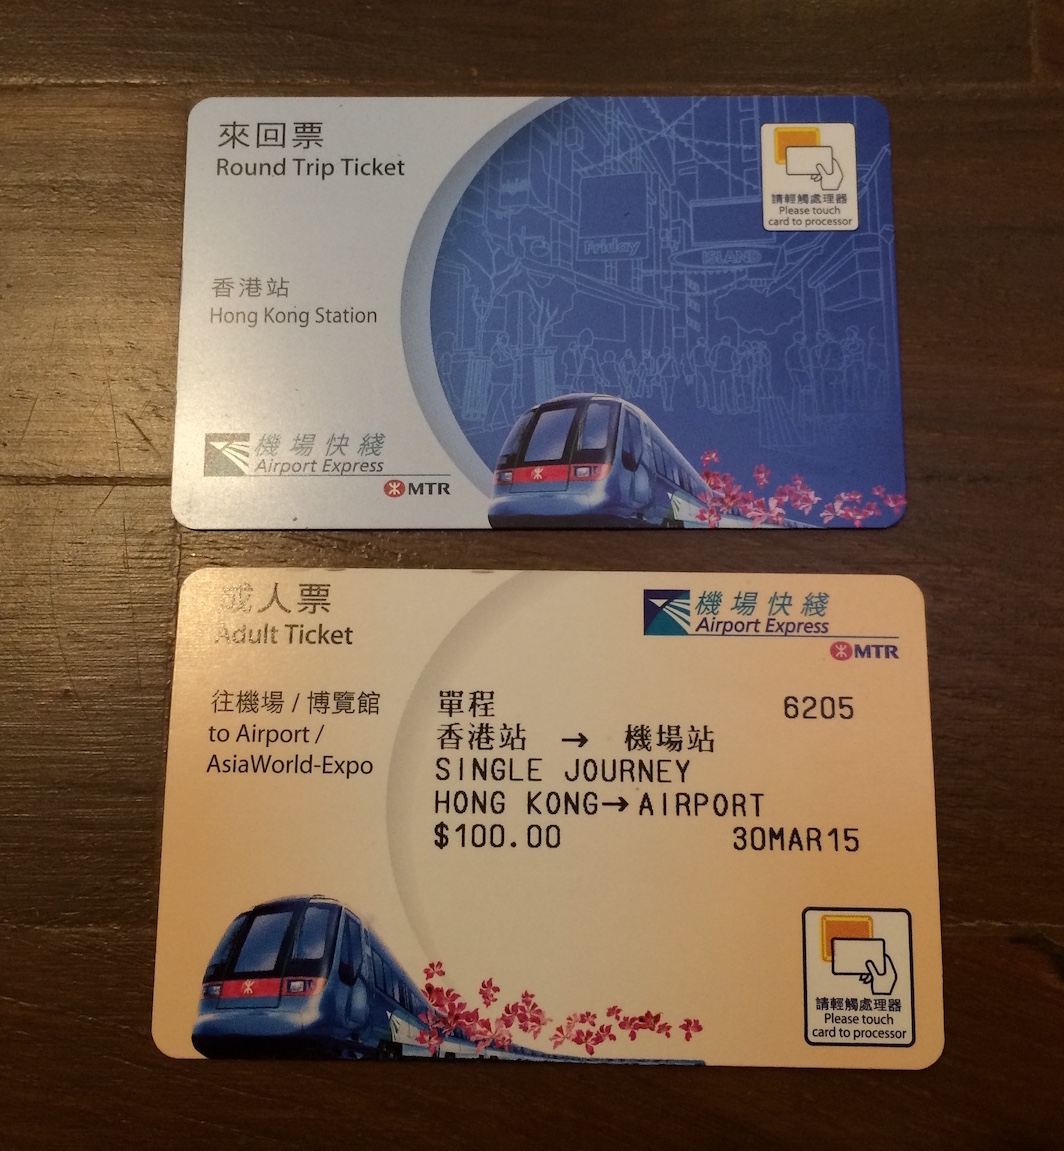 來回票
Round Trip Ticket
請輕觸處理器
Please touch
card to processor
Friday
ISLAND
香港站
Hong Kong Station
機場快綫
Airport Express
MTR
成人票
Adult Ticket
機場快綫
Airport Express
MTR
往機場 / 博覽館
to Airport /
AsiaWorld-Expo
單程 6205
香港站 → 機場站
SINGLE JOURNEY
HONG KONG→AIRPORT
$100.00 30MAR15
請輕觸處理器
Please touch
card to processor